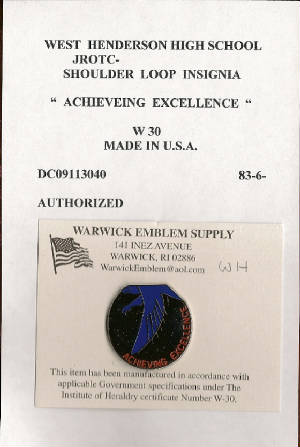 WEST HENDERSON HIGH SCHOOL
JROTC-
SHOULDER LOOP INSIGNIA
“ ACHIEVEING EXCELLENCE “
W 30
MADE IN U.S.A.
DC09113040 83-6-
AUTHORIZED
WARWICK EMBLEM SUPPLY
141 INEZ AVENUE
WARWICK, RI 02886
WarwickEmblem@aol.com WH
ACHIEVING EXCELLENCE
This item has been manufactured in accordance with
applicable Government specifications under The
Institute of Heraldry certificate Number W-30.